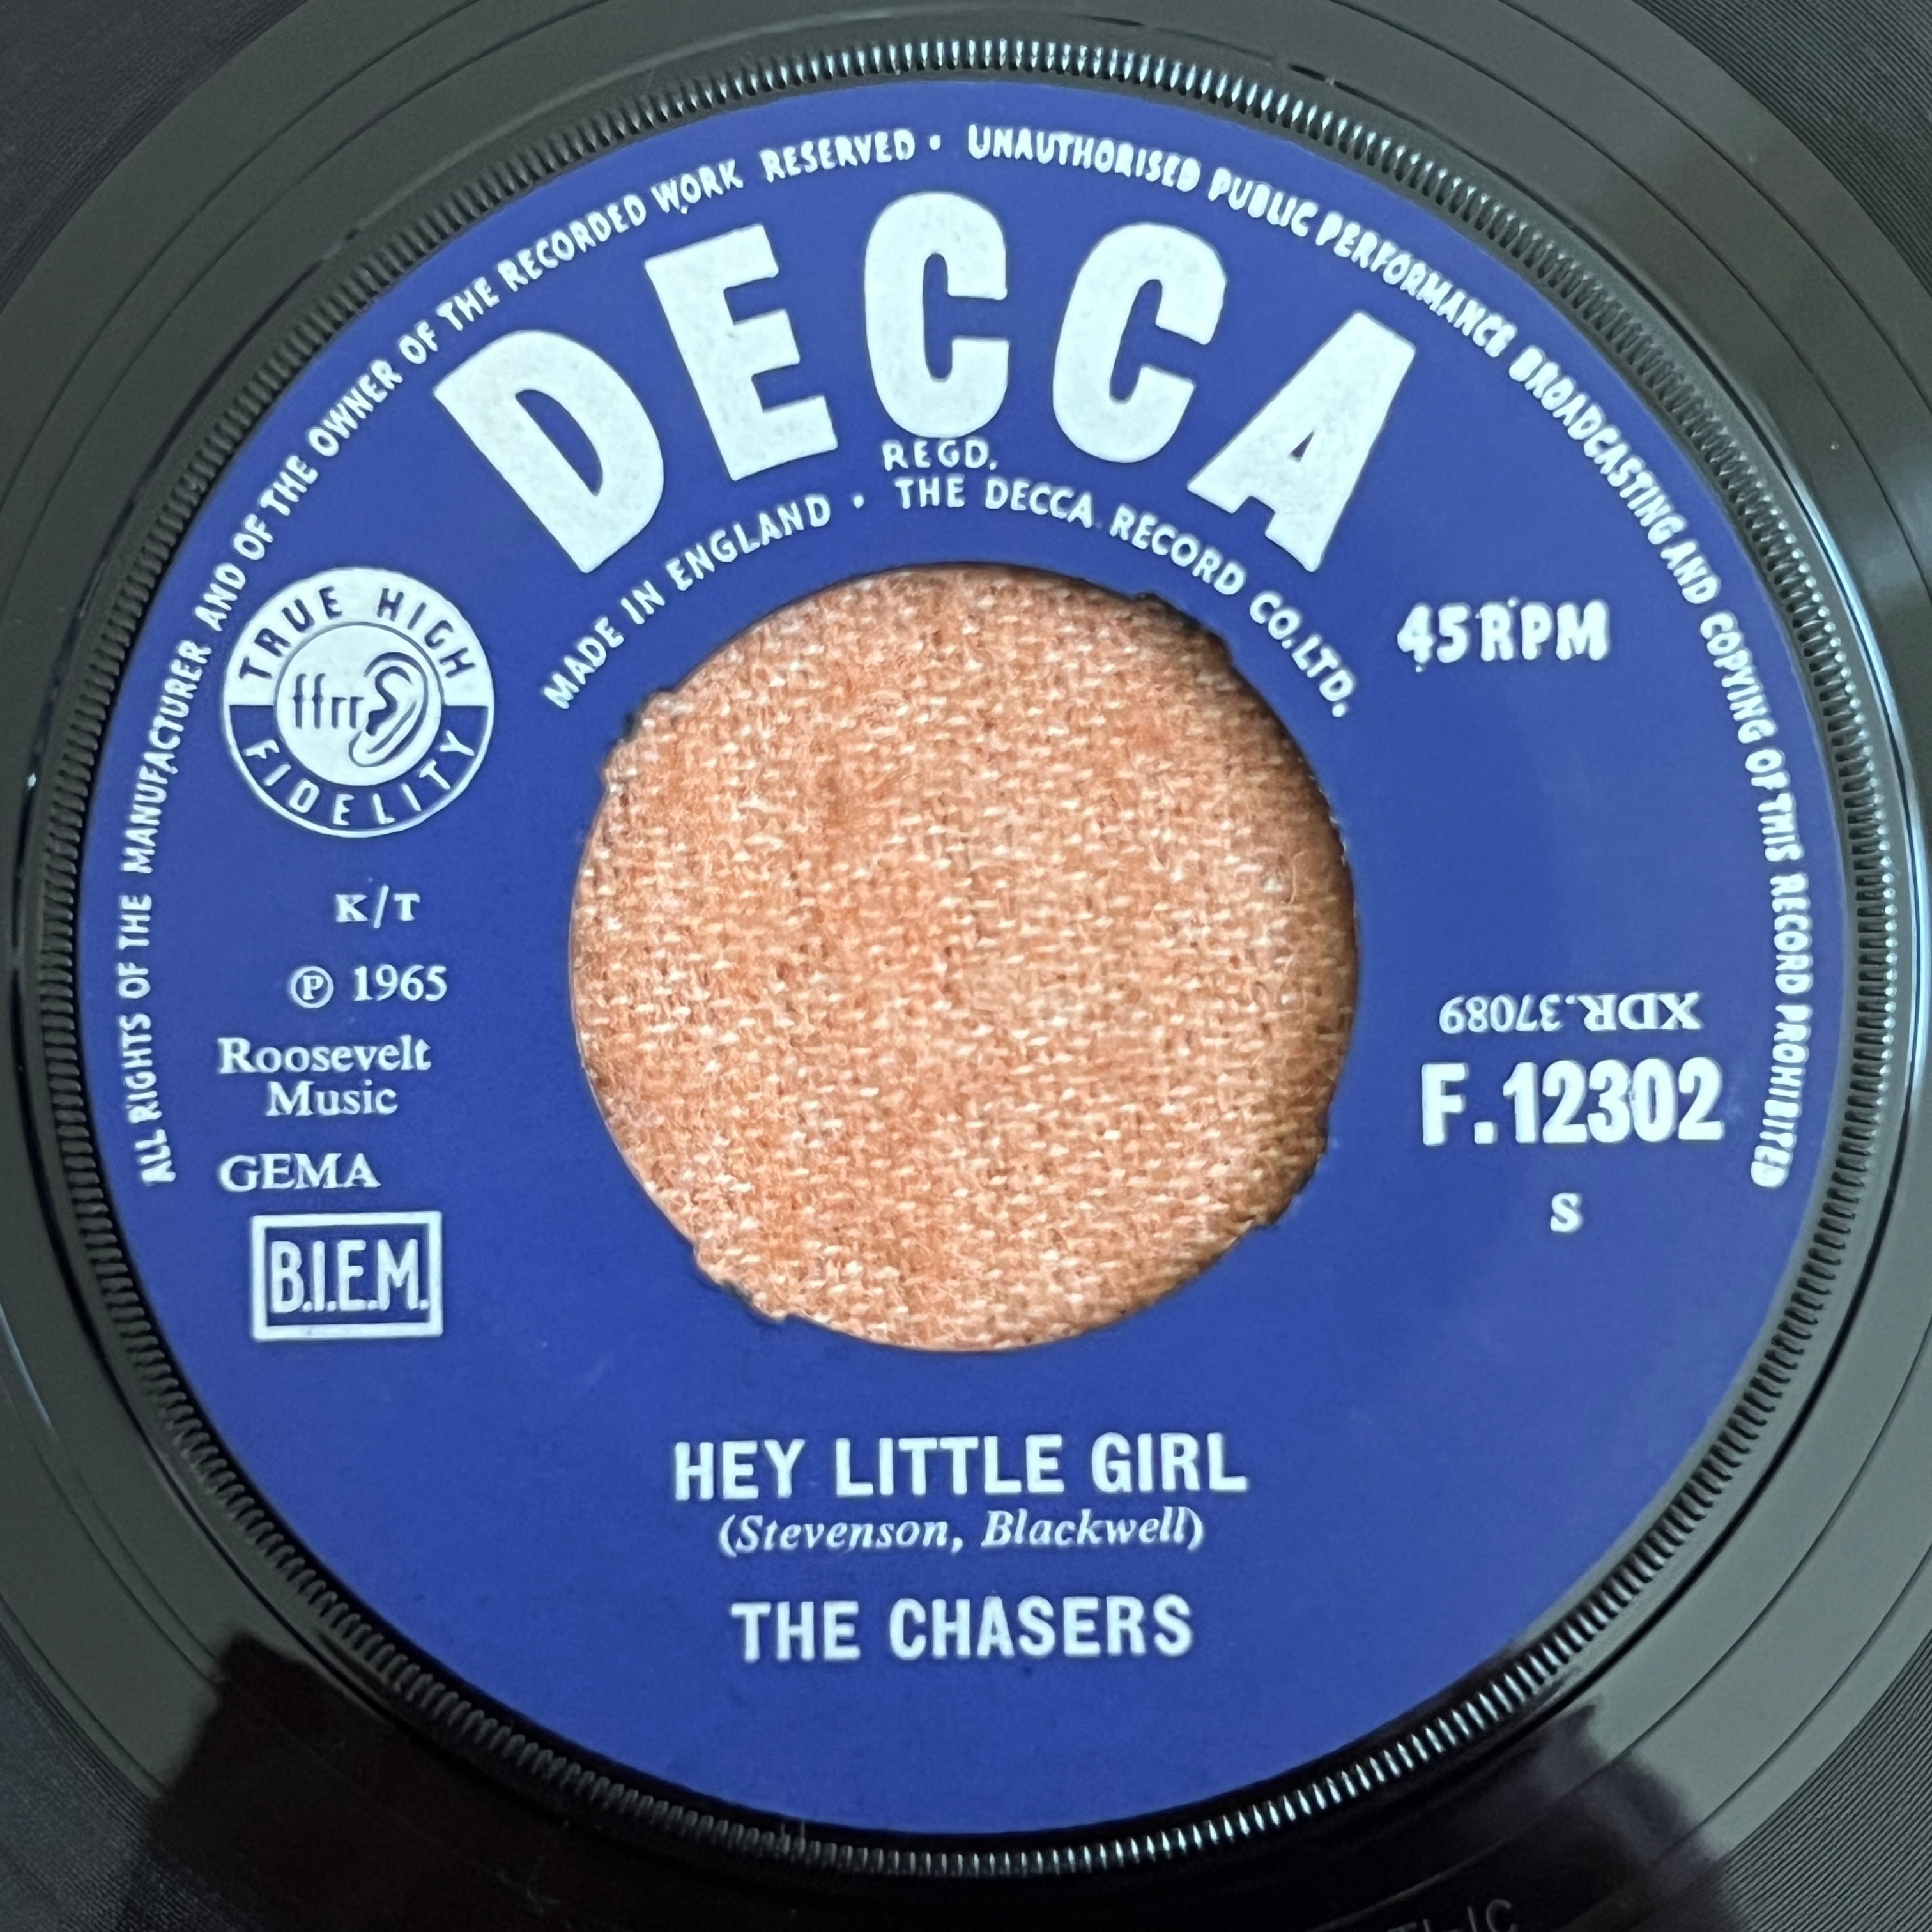 ALL RIGHTS OF THE MANUFACTURER AND OF THE OWNER OF THE RECORDED WORK RESERVED · UNAUTHORISED PUBLIC PERFORMANCE BROADCASTING AND COPYING OF THIS RECORD PROHIBITED
DECCA
REGD.
MADE IN ENGLAND · THE DECCA RECORD CO. LTD.
TRUE HIGH
ffrr
FIDELITY
45 RPM
K/T
℗ 1965
Roosevelt
Music
GEMA
B.I.E.M.
XDR.37089
F.12302
S
HEY LITTLE GIRL
(Stevenson, Blackwell)
THE CHASERS